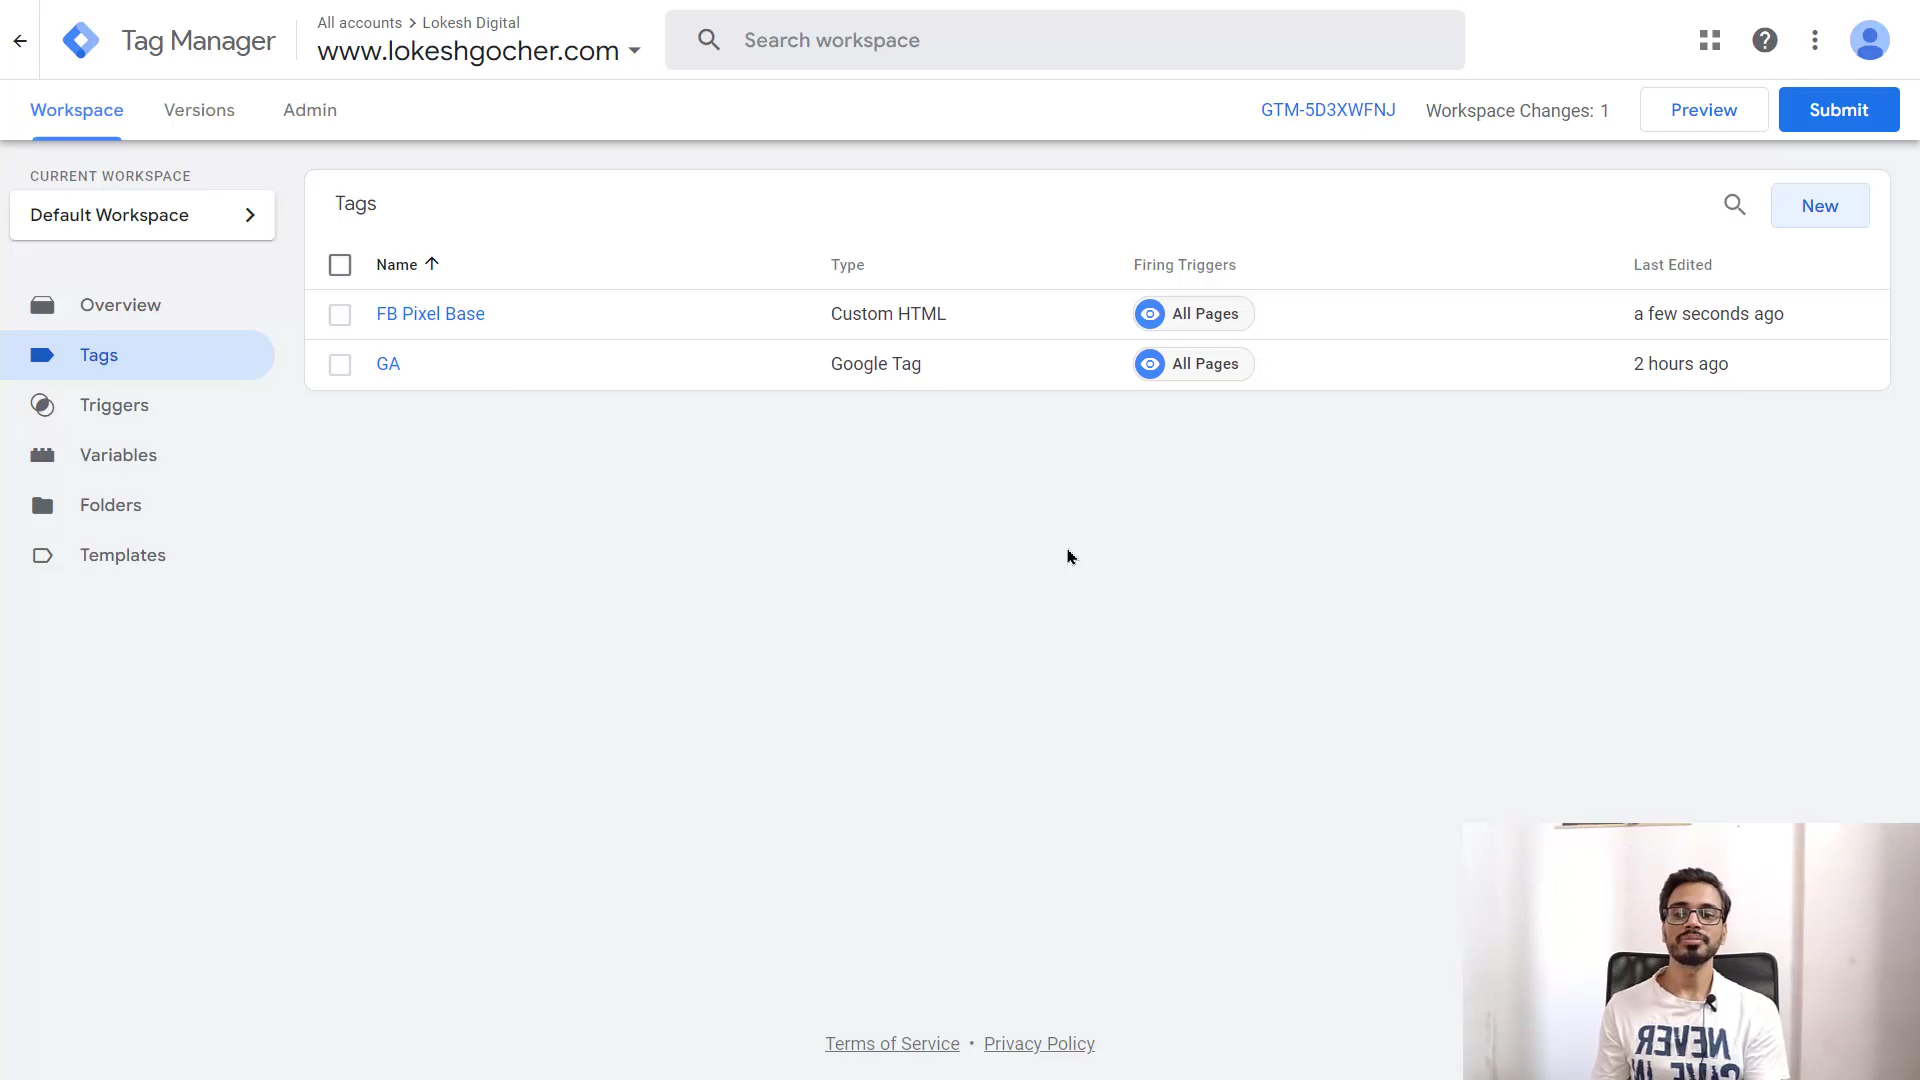 All accounts > Lokesh Digital
Tag Manager
www.lokeshgocher.com
Search workspace
Workspace
Versions
Admin
GTM-5D3XWFNJ
Workspace Changes: 1
Preview
Submit
CURRENT WORKSPACE
Default Workspace
Overview
Tags
Triggers
Variables
Folders
Templates
Tags
New
Name
Type
Firing Triggers
Last Edited
FB Pixel Base
Custom HTML
All Pages
a few seconds ago
GA
Google Tag
All Pages
2 hours ago
Terms of Service • Privacy Policy
NEVER